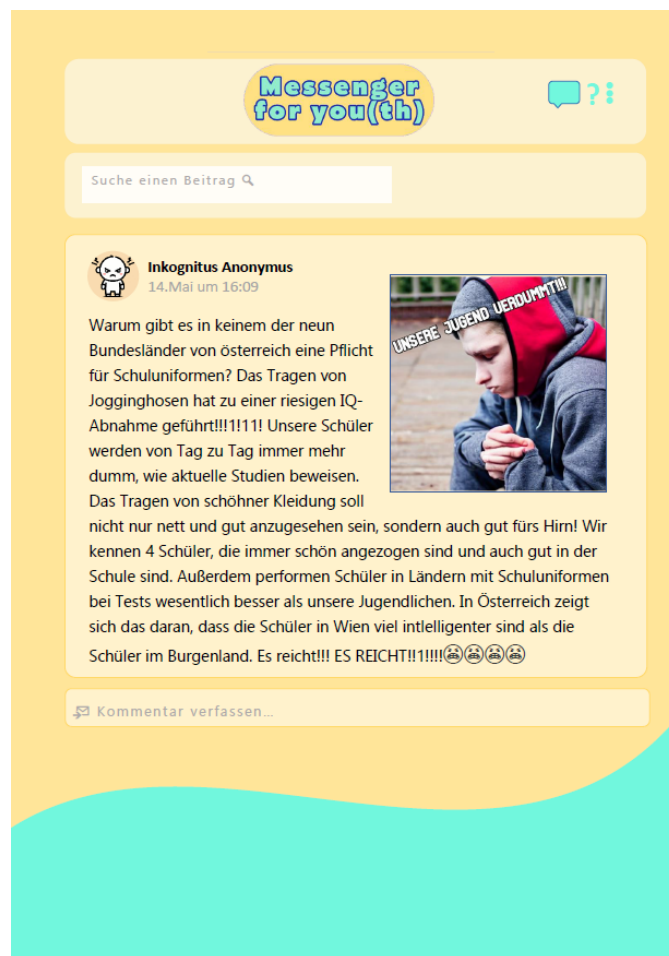 Messenger
for you(th)
?
Suche einen Beitrag
Inkognitus Anonymus
14.Mai um 16:09
UNSERE JUGEND VERDUMMT!!!
Warum gibt es in keinem der neun
Bundesländer von österreich eine Pflicht
für Schuluniformen? Das Tragen von
Jogginghosen hat zu einer riesigen IQ-
Abnahme geführt!!!1!11! Unsere Schüler
werden von Tag zu Tag immer mehr
dumm, wie aktuelle Studien beweisen.
Das Tragen von schöhner Kleidung soll
nicht nur nett und gut anzugesehen sein, sondern auch gut fürs Hirn! Wir
kennen 4 Schüler, die immer schön angezogen sind und auch gut in der
Schule sind. Außerdem performen Schüler in Ländern mit Schuluniformen
bei Tests wesentlich besser als unsere Jugendlichen. In Österreich zeigt
sich das daran, dass die Schüler in Wien viel intlelligenter sind als die
Schüler im Burgenland. Es reicht!!! ES REICHT!!1!!!!😫😫😫😫
Kommentar verfassen…